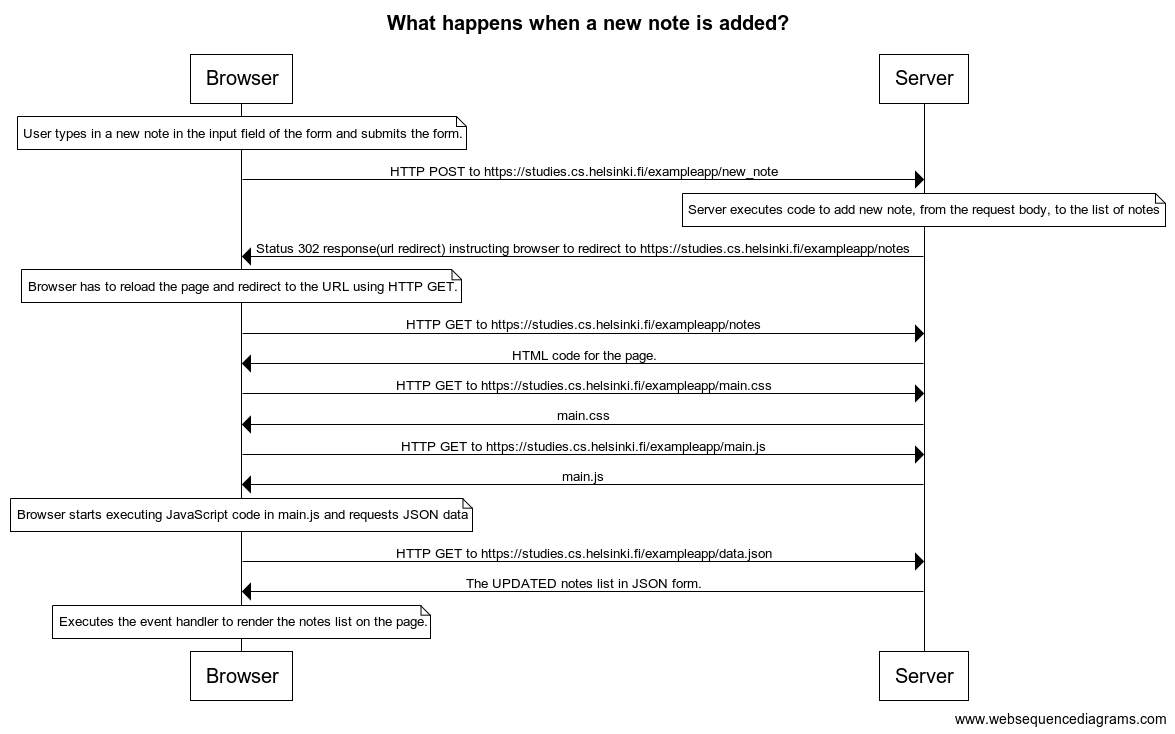 What happens when a new note is added?
Browser
Server
User types in a new note in the input field of the form and submits the form.
HTTP POST to https://studies.cs.helsinki.fi/exampleapp/new_note
Server executes code to add new note, from the request body, to the list of notes
Status 302 response(url redirect) instructing browser to redirect to https://studies.cs.helsinki.fi/exampleapp/notes
Browser has to reload the page and redirect to the URL using HTTP GET.
HTTP GET to https://studies.cs.helsinki.fi/exampleapp/notes
HTML code for the page.
HTTP GET to https://studies.cs.helsinki.fi/exampleapp/main.css
main.css
HTTP GET to https://studies.cs.helsinki.fi/exampleapp/main.js
main.js
Browser starts executing JavaScript code in main.js and requests JSON data
HTTP GET to https://studies.cs.helsinki.fi/exampleapp/data.json
The UPDATED notes list in JSON form.
Executes the event handler to render the notes list on the page.
Browser
Server
www.websequencediagrams.com